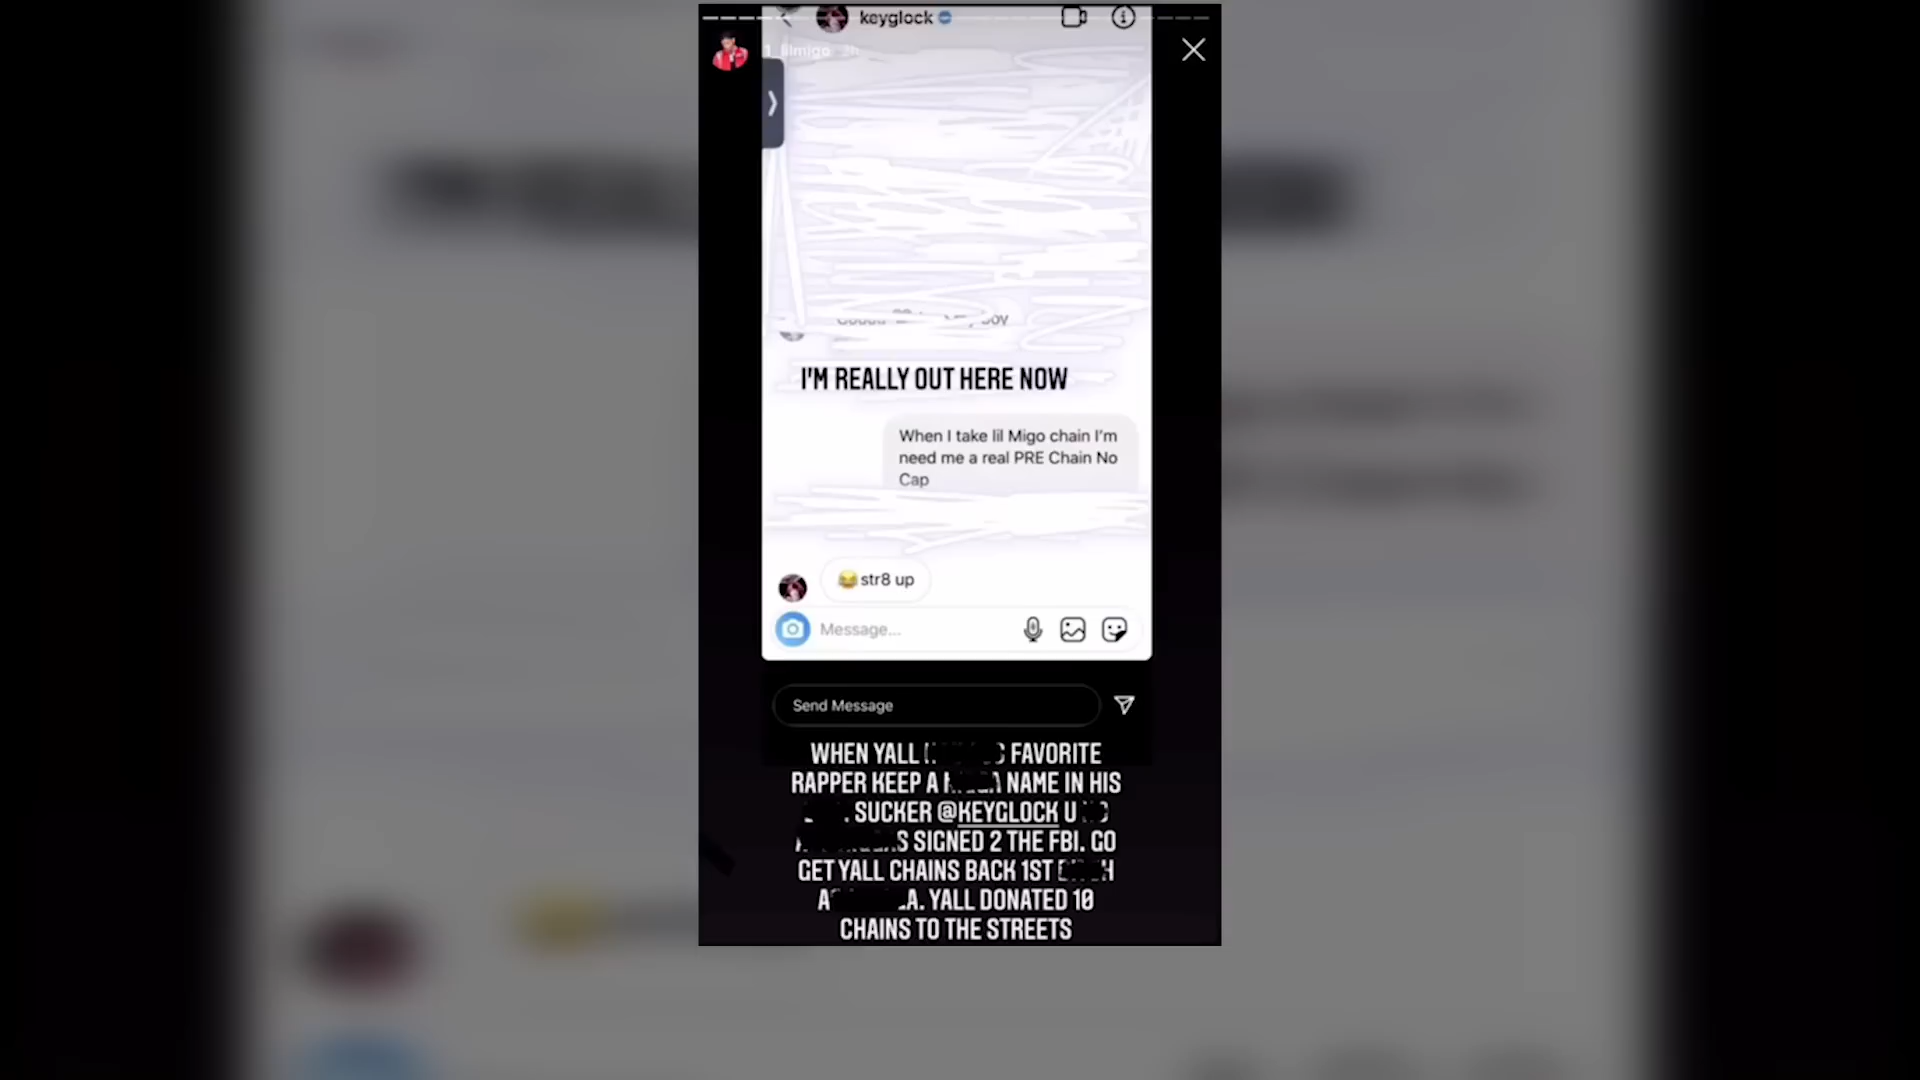 keyglock
1_lilmigo 3h
I'M REALLY OUT HERE NOW
When I take lil Migo chain I'm
need me a real PRE Chain No
Cap
😂str8 up
Message...
Send Message
WHEN YALL FAVORITE
RAPPER KEEP A NAME IN HIS
SUCKER @KEYGLOCK U
SIGNED 2 THE FBI. GO
GET YALL CHAINS BACK 1ST
YALL DONATED 10
CHAINS TO THE STREETS